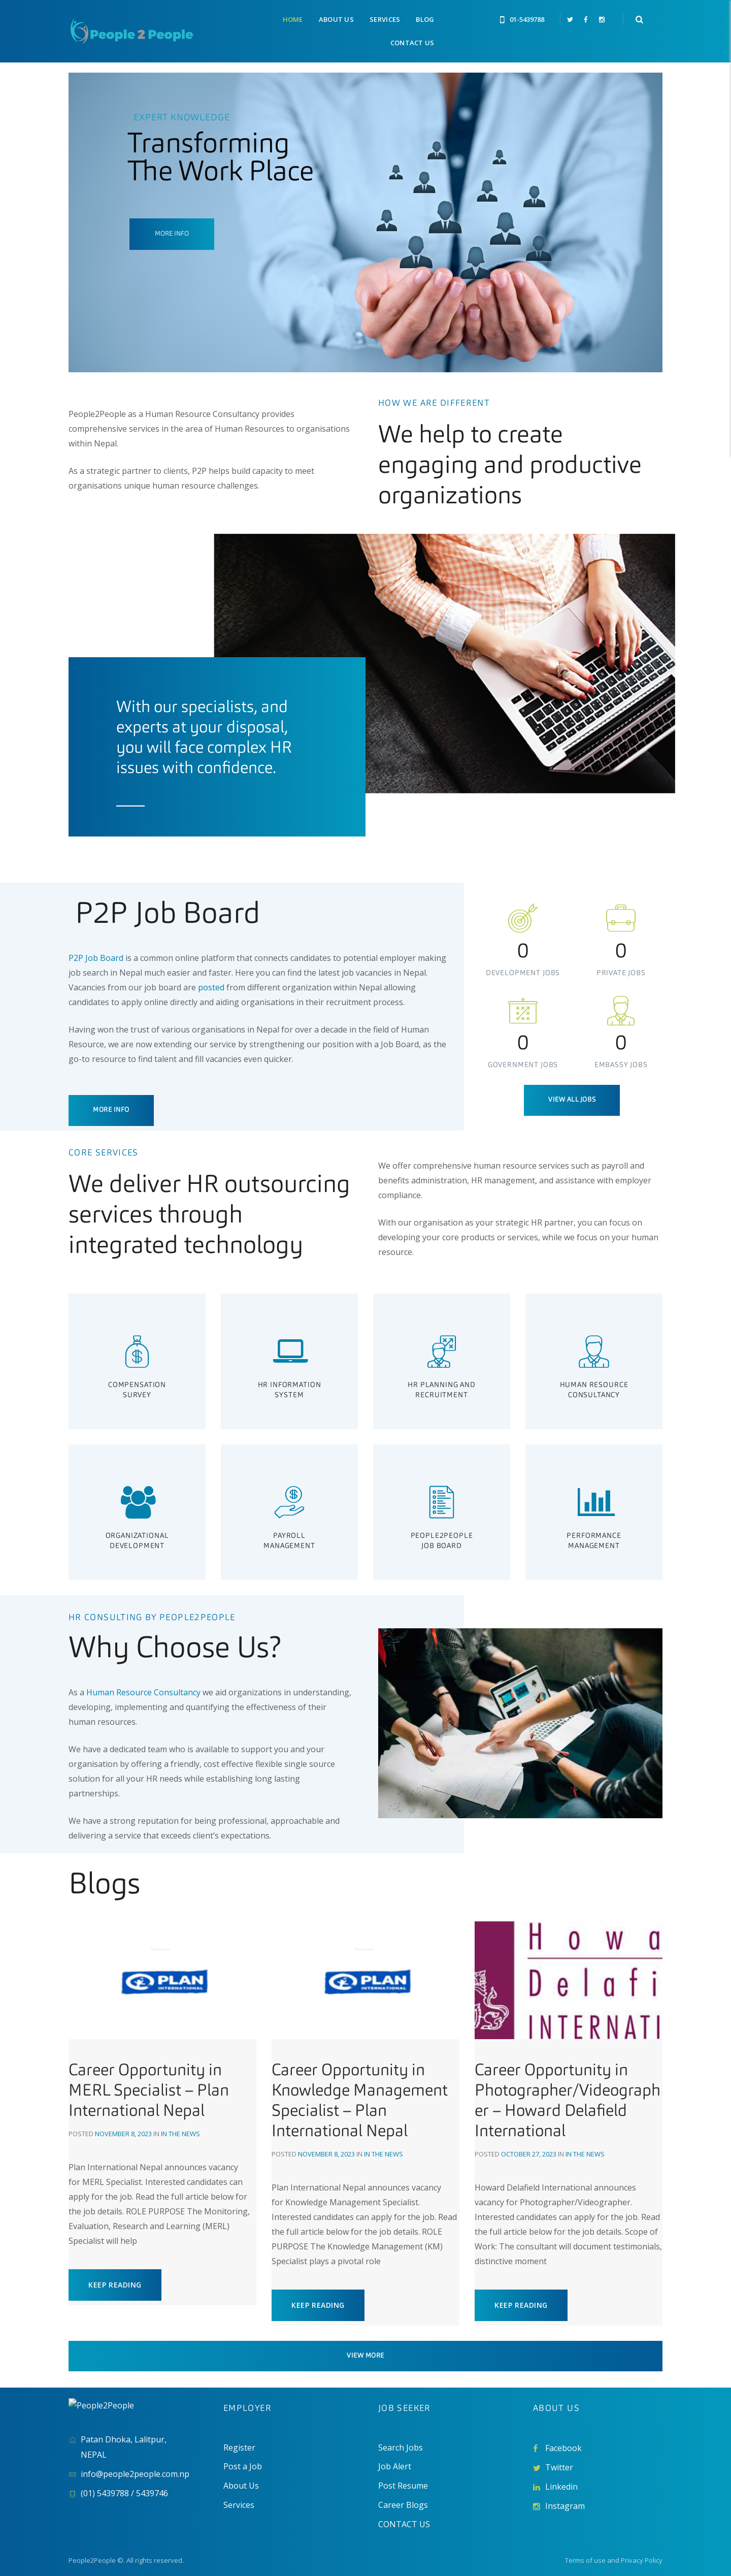 People 2 People
HOME
ABOUT US
SERVICES
BLOG
CONTACT US
01-5439788
EXPERT KNOWLEDGE
Transforming
The Work Place
MORE INFO
People2People as a Human Resource Consultancy provides
comprehensive services in the area of Human Resources to organisations
within Nepal.
As a strategic partner to clients, P2P helps build capacity to meet
organisations unique human resource challenges.
HOW WE ARE DIFFERENT
We help to create
engaging and productive
organizations
With our specialists, and
experts at your disposal,
you will face complex HR
issues with confidence.
P2P Job Board
P2P Job Board is a common online platform that connects candidates to potential employer making
job search in Nepal much easier and faster. Here you can find the latest job vacancies in Nepal.
Vacancies from our job board are posted from different organization within Nepal allowing
candidates to apply online directly and aiding organisations in their recruitment process.
Having won the trust of various organisations in Nepal for over a decade in the field of Human
Resource, we are now extending our service by strengthening our position with a Job Board, as the
go-to resource to find talent and fill vacancies even quicker.
MORE INFO
0
DEVELOPMENT JOBS
0
PRIVATE JOBS
0
GOVERNMENT JOBS
0
EMBASSY JOBS
VIEW ALL JOBS
CORE SERVICES
We deliver HR outsourcing
services through
integrated technology
We offer comprehensive human resource services such as payroll and
benefits administration, HR management, and assistance with employer
compliance.
With our organisation as your strategic HR partner, you can focus on
developing your core products or services, while we focus on your human
resource.
COMPENSATION
SURVEY
HR INFORMATION
SYSTEM
HR PLANNING AND
RECRUITMENT
HUMAN RESOURCE
CONSULTANCY
ORGANIZATIONAL
DEVELOPMENT
PAYROLL
MANAGEMENT
PEOPLE2PEOPLE
JOB BOARD
PERFORMANCE
MANAGEMENT
HR CONSULTING BY PEOPLE2PEOPLE
Why Choose Us?
As a Human Resource Consultancy we aid organizations in understanding,
developing, implementing and quantifying the effectiveness of their
human resources.
We have a dedicated team who is available to support you and your
organisation by offering a friendly, cost effective flexible single source
solution for all your HR needs while establishing long lasting
partnerships.
We have a strong reputation for being professional, approachable and
delivering a service that exceeds client's expectations.
Blogs
PLAN
INTERNATIONAL
Career Opportunity in
MERL Specialist – Plan
International Nepal
POSTED NOVEMBER 8, 2023 IN IN THE NEWS
Plan International Nepal announces vacancy
for MERL Specialist. Interested candidates can
apply for the job. Read the full article below for
the job details. ROLE PURPOSE The Monitoring,
Evaluation, Research and Learning (MERL)
Specialist will help
KEEP READING
PLAN
INTERNATIONAL
Career Opportunity in
Knowledge Management
Specialist – Plan
International Nepal
POSTED NOVEMBER 8, 2023 IN IN THE NEWS
Plan International Nepal announces vacancy
for Knowledge Management Specialist.
Interested candidates can apply for the job. Read
the full article below for the job details. ROLE
PURPOSE The Knowledge Management (KM)
Specialist plays a pivotal role
KEEP READING
Howa
Delafi
INTERNATI
Career Opportunity in
Photographer/Videograph
er – Howard Delafield
International
POSTED OCTOBER 27, 2023 IN IN THE NEWS
Howard Delafield International announces
vacancy for Photographer/Videographer.
Interested candidates can apply for the job. Read
the full article below for the job details. Scope of
Work: The consultant will document testimonials,
distinctive moment
KEEP READING
VIEW MORE
People2People
Patan Dhoka, Lalitpur,
NEPAL
info@people2people.com.np
(01) 5439788 / 5439746
EMPLOYER
Register
Post a Job
About Us
Services
JOB SEEKER
Search Jobs
Job Alert
Post Resume
Career Blogs
CONTACT US
ABOUT US
Facebook
Twitter
Linkedin
Instagram
People2People ©. All rights reserved.
Terms of use and Privacy Policy